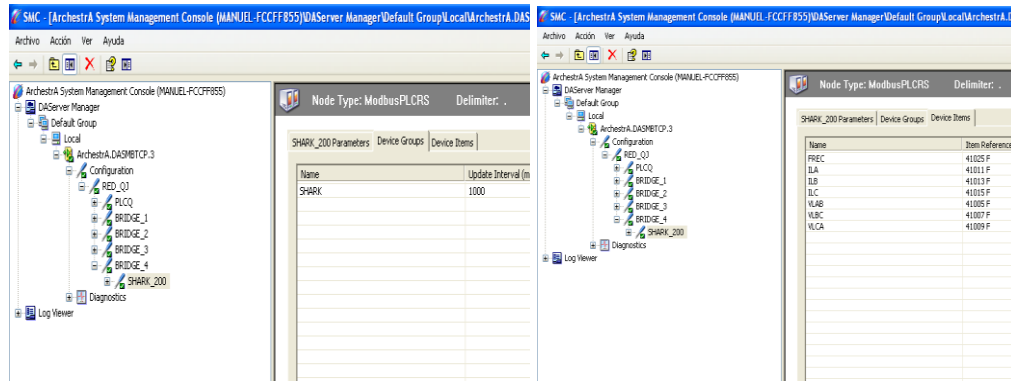 SMC - [ArchestrA System Management Console (MANUEL-FCCFF855)\DAServer Manager\Default Group\Local\ArchestrA.DAS
Archivo Acción Ver Ayuda
ArchestrA System Management Console (MANUEL-FCCFF855)
DAServer Manager
Default Group
Local
ArchestrA.DASMBTCP.3
Configuration
RED_QJ
PLCQ
BRIDGE_1
BRIDGE_2
BRIDGE_3
BRIDGE_4
SHARK_200
Diagnostics
Log Viewer
Node Type: ModbusPLCRS Delimiter: .
SHARK_200 Parameters Device Groups Device Items
Name Update Interval (m
SHARK 1000
SMC - [ArchestrA System Management Console (MANUEL-FCCFF855)\DAServer Manager\Default Group\Local\ArchestrA.D
Archivo Acción Ver Ayuda
ArchestrA System Management Console (MANUEL-FCCFF855)
DAServer Manager
Default Group
Local
ArchestrA.DASMBTCP.3
Configuration
RED_QJ
PLCQ
BRIDGE_1
BRIDGE_2
BRIDGE_3
BRIDGE_4
SHARK_200
Diagnostics
Log Viewer
Node Type: ModbusPLCRS Delimiter: .
SHARK_200 Parameters Device Groups Device Items
Name Item Reference
FREC 41025 F
ILA 41011 F
ILB 41013 F
ILC 41015 F
VLAB 41005 F
VLBC 41007 F
VLCA 41009 F